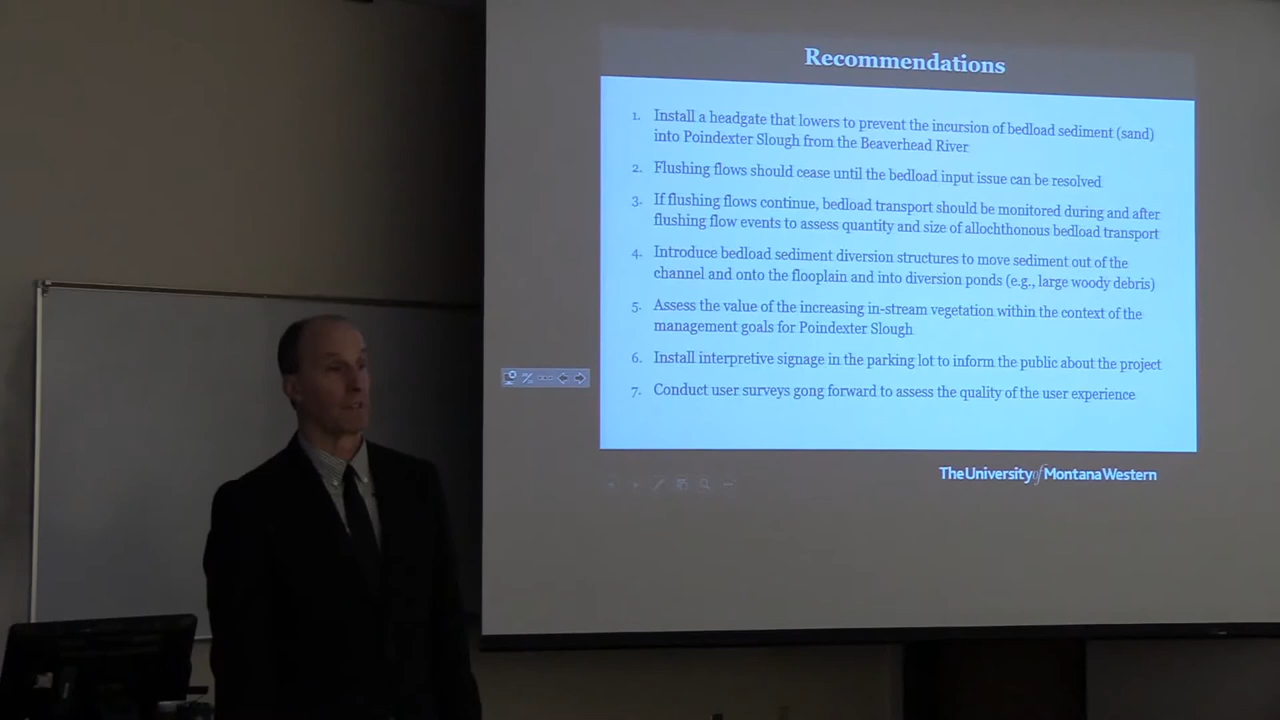 Recommendations
1. Install a headgate that lowers to prevent the incursion of bedload sediment (sand)
into Poindexter Slough from the Beaverhead River
2. Flushing flows should cease until the bedload input issue can be resolved
3. If flushing flows continue, bedload transport should be monitored during and after
flushing flow events to assess quantity and size of allochthonous bedload transport
4. Introduce bedload sediment diversion structures to move sediment out of the
channel and onto the flooplain and into diversion ponds (e.g., large woody debris)
5. Assess the value of the increasing in-stream vegetation within the context of the
management goals for Poindexter Slough
6. Install interpretive signage in the parking lot to inform the public about the project
7. Conduct user surveys gong forward to assess the quality of the user experience
The University of Montana Western